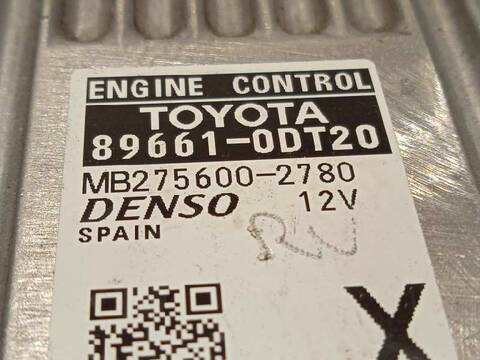 ENGINE CONTROL
TOYOTA
89661-0DT20
MB275600-2780
DENSO 12V
SPAIN
X